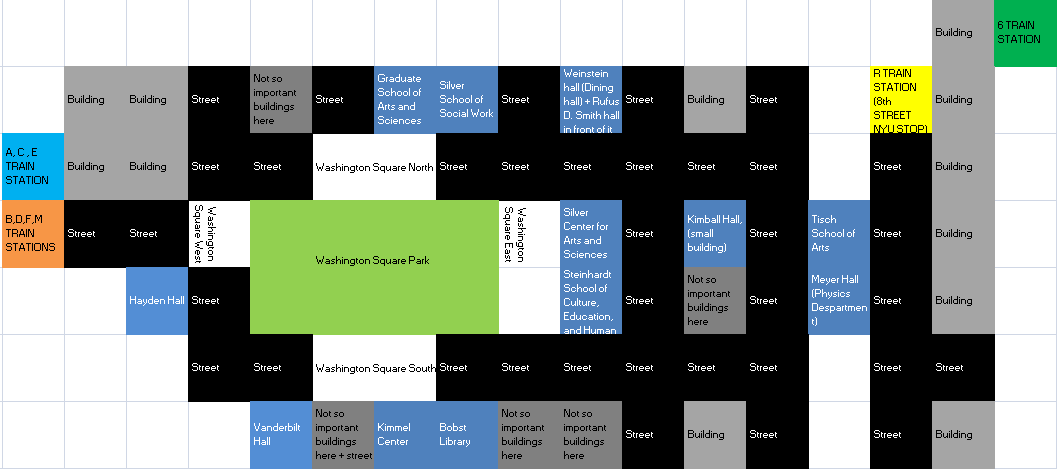 Building
6 TRAIN
STATION
Building
Building
Street
Not so
important
buildings
here
Street
Graduate
School of
Arts and
Sciences
Silver
School of
Social Work
Street
Weinstein
hall (Dining
hall) + Rufus
D. Smith hall
in front of it
Building
Street
R TRAIN
STATION
(8th
STREET
NYU STOP)
Building
A, C, E
TRAIN
STATION
Building
Building
Street
Street
Washington Square North
Street
Street
Street
Street
Street
Street
Street
Building
B,D,F,M
TRAIN
STATIONS
Street
Street
Washington
Square West
Washington Square Park
Washington
Square East
Silver
Center for
Arts and
Sciences
Street
Kimball Hall,
(small
building)
Street
Tisch
School of
Arts
Street
Building
Hayden Hall
Street
Steinhardt
School of
Culture,
Education,
and Human
Street
Not so
important
buildings
here
Street
Meyer Hall
(Physics
Despartmen
t)
Street
Building
Street
Street
Washington Square South
Street
Street
Street
Street
Street
Street
Street
Street
Vanderbilt
Hall
Not so
important
buildings
here + street
Kimmel
Center
Bobst
Library
Not so
important
buildings
here
Not so
important
buildings
here
Street
Building
Street
Street
Building